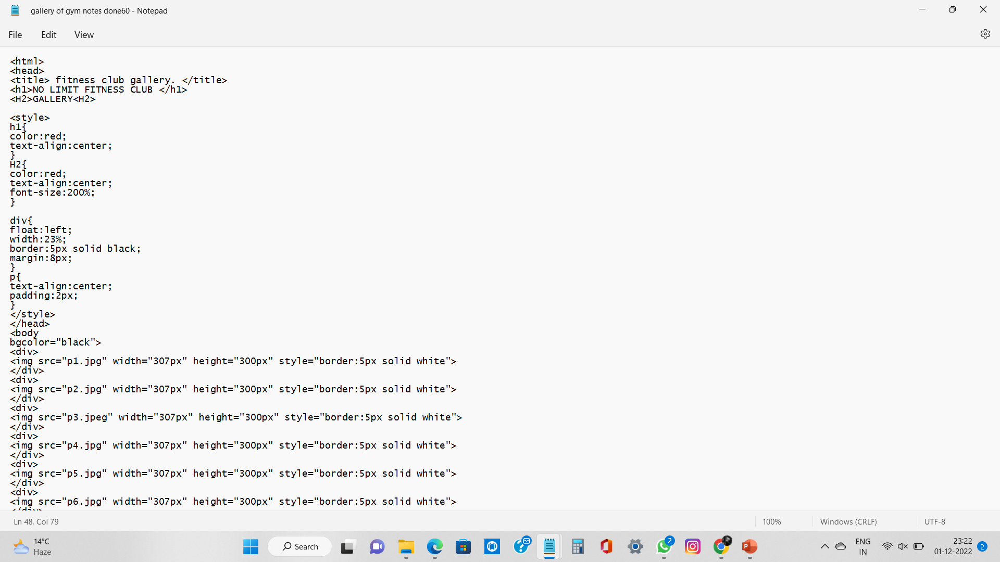 gallery of gym notes done60 - Notepad
File Edit View
<html>
<head>
<title> fitness club gallery. </title>
<h1>NO LIMIT FITNESS CLUB </h1>
<H2>GALLERY<H2>
<style>
h1{
color:red;
text-align:center;
}
H2{
color:red;
text-align:center;
font-size:200%;
}
div{
float:left;
width:23%;
border:5px solid black;
margin:8px;
}
p{
text-align:center;
padding:2px;
}
</style>
</head>
<body
bgcolor="black">
<div>
<img src="p1.jpg" width="307px" height="300px" style="border:5px solid white">
</div>
<div>
<img src="p2.jpg" width="307px" height="300px" style="border:5px solid white">
</div>
<div>
<img src="p3.jpeg" width="307px" height="300px" style="border:5px solid white">
</div>
<div>
<img src="p4.jpg" width="307px" height="300px" style="border:5px solid white">
</div>
<div>
<img src="p5.jpg" width="307px" height="300px" style="border:5px solid white">
</div>
<div>
<img src="p6.jpg" width="307px" height="300px" style="border:5px solid white">
</div>
Ln 48, Col 79 100% Windows (CRLF) UTF-8
14°C
Haze
Search
2
P
ENG
IN
23:22
01-12-2022
2